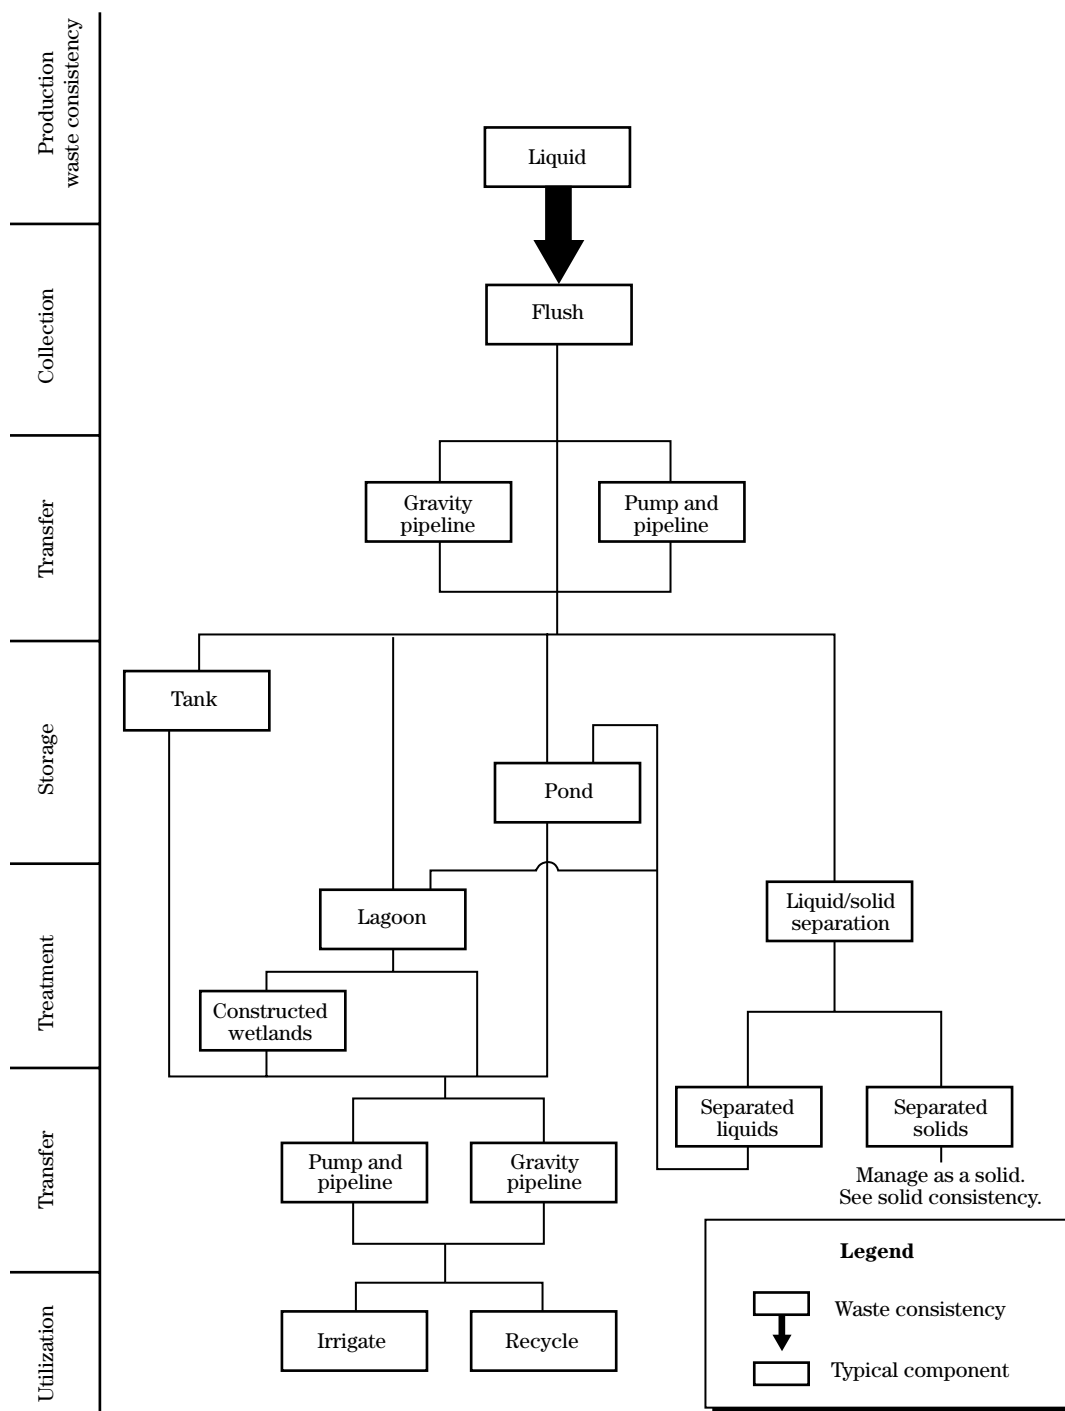 Production
waste consistency
Liquid
Collection
Flush
Transfer
Gravity
pipeline
Pump and
pipeline
Storage
Tank
Pond
Treatment
Lagoon
Liquid/solid
separation
Constructed
wetlands
Transfer
Separated
liquids
Separated
solids
Pump and
pipeline
Gravity
pipeline
Manage as a solid.
See solid consistency.
Utilization
Irrigate
Recycle
Legend
Waste consistency
Typical component